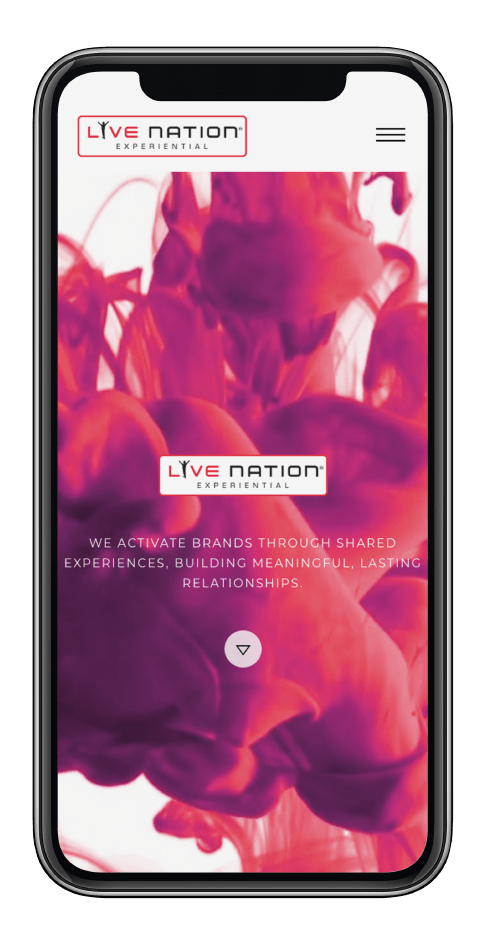 LIVE NATION®
EXPERIENTIAL
LIVE NATION®
EXPERIENTIAL
WE ACTIVATE BRANDS THROUGH SHARED
EXPERIENCES, BUILDING MEANINGFUL, LASTING
RELATIONSHIPS.